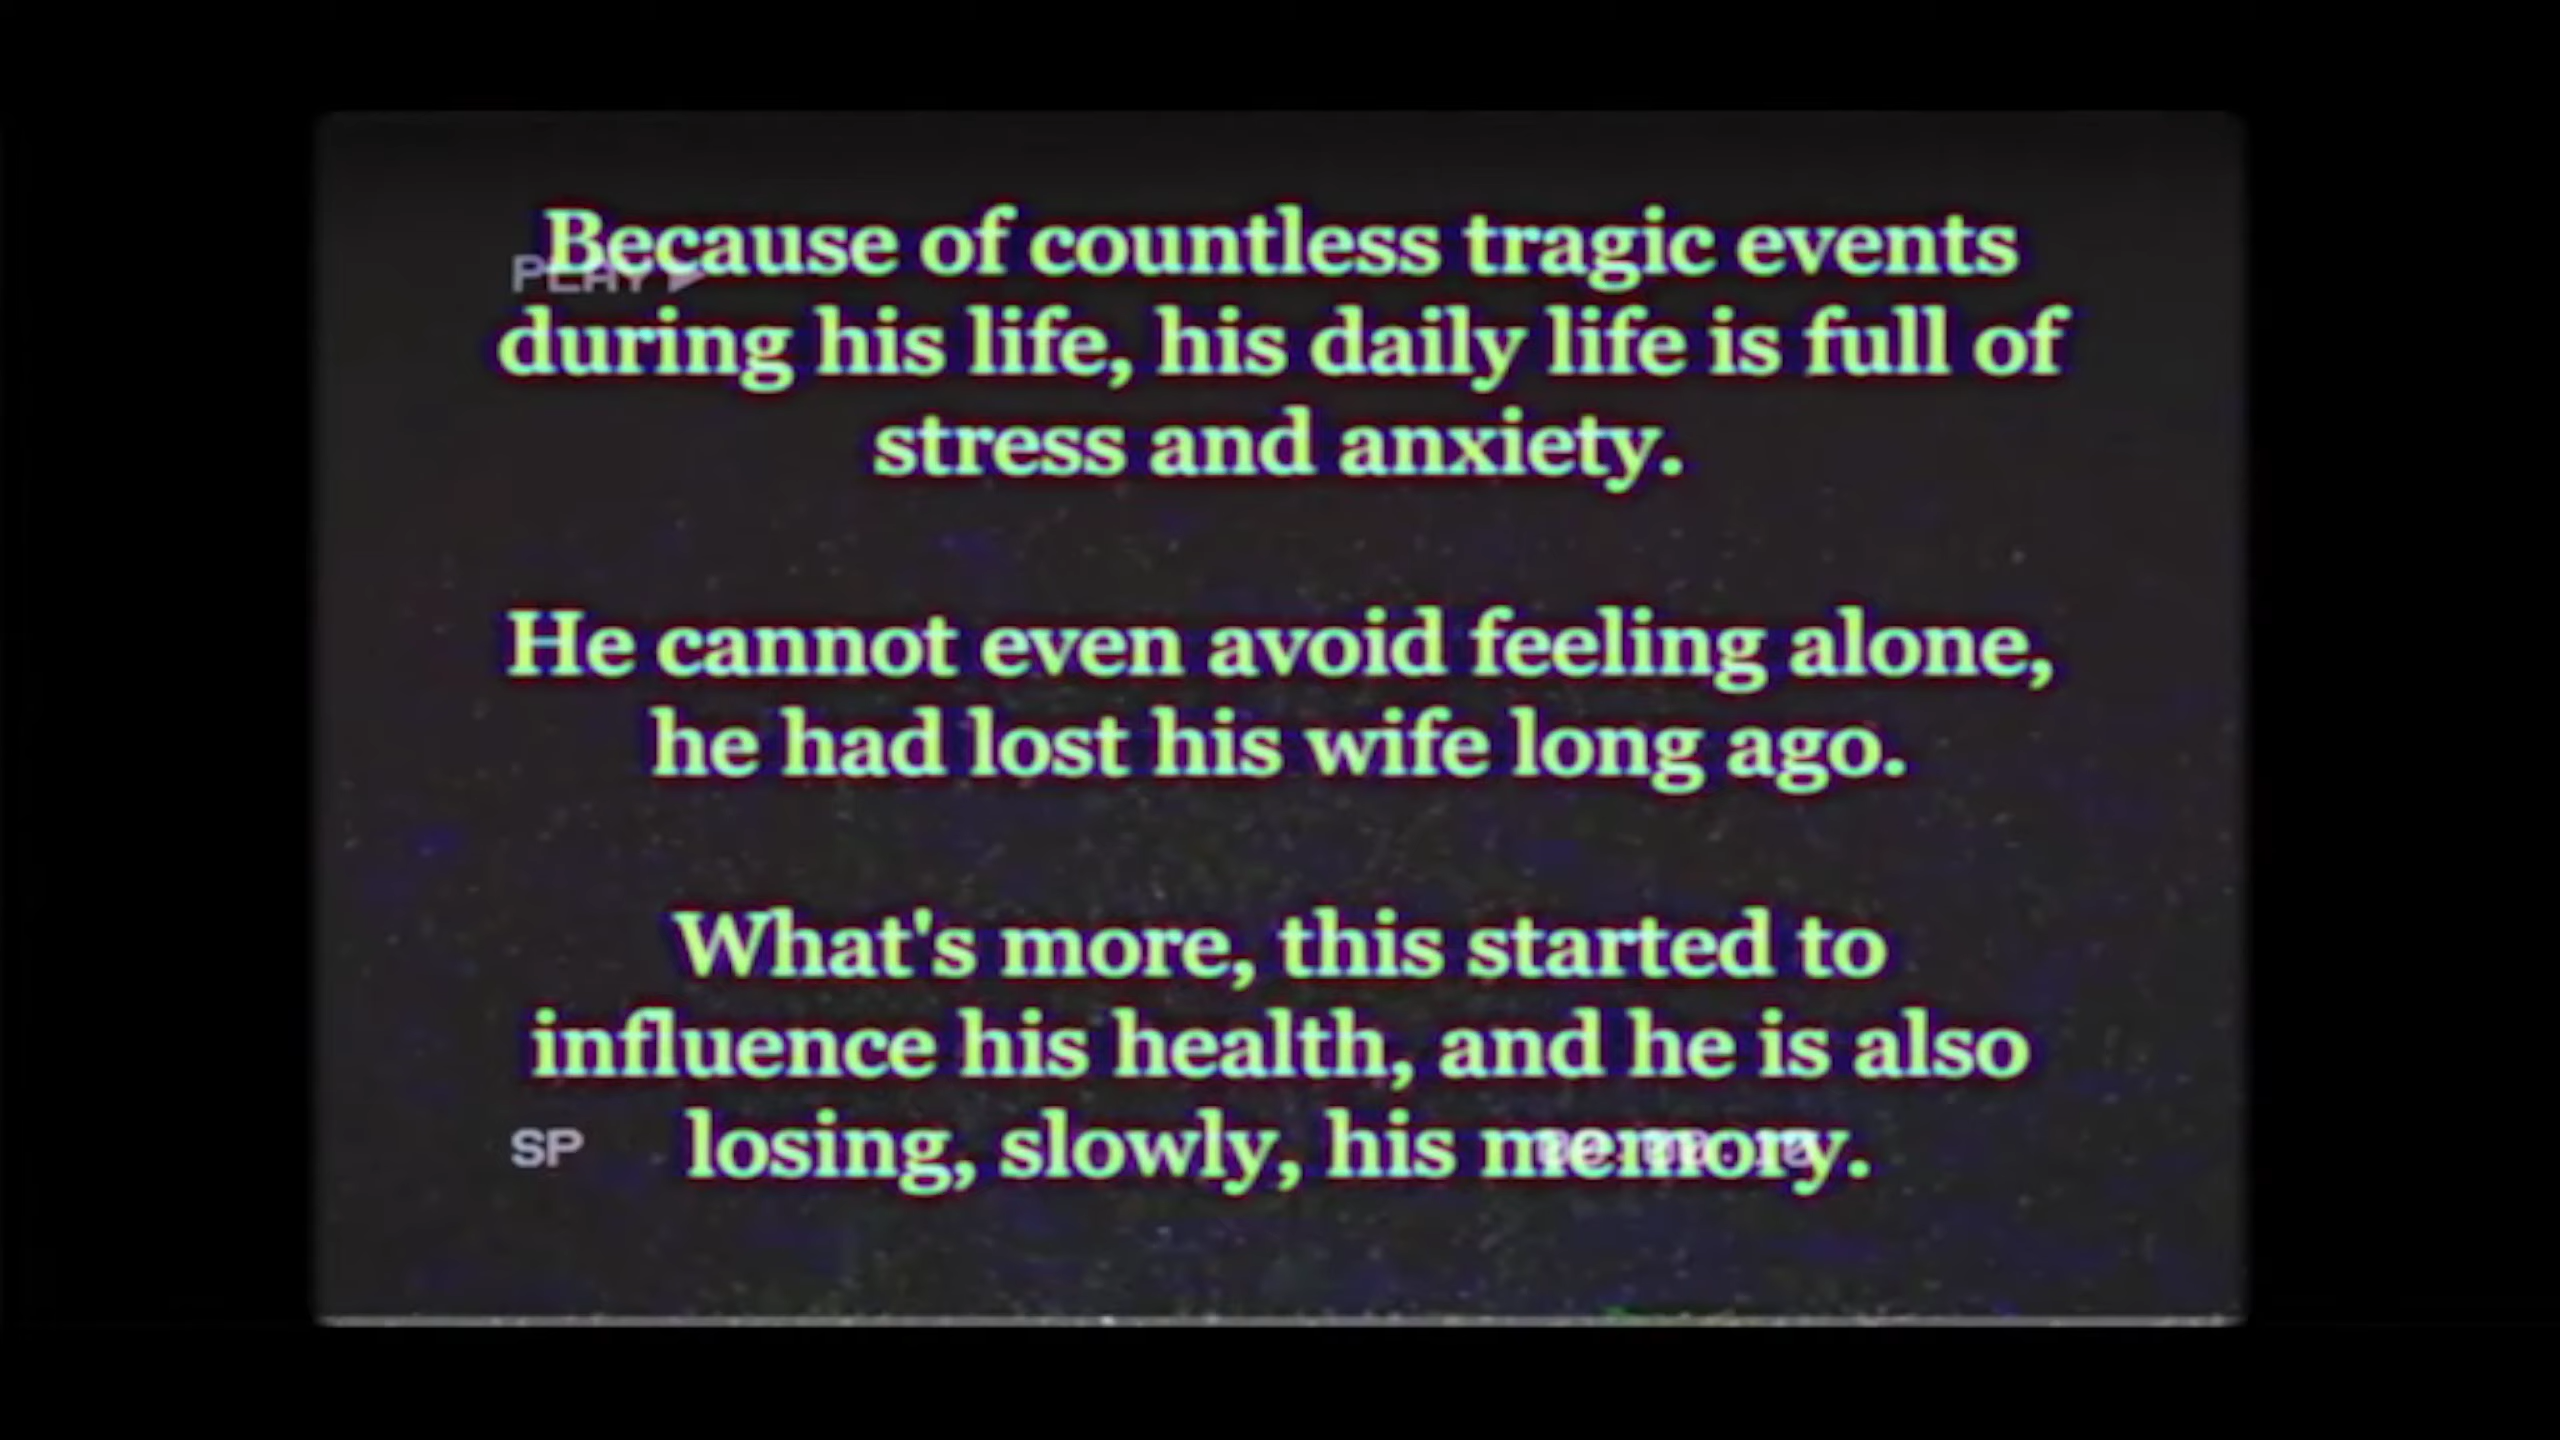 Because of countless tragic events
PLAY
during his life, his daily life is full of
stress and anxiety.
He cannot even avoid feeling alone,
he had lost his wife long ago.
What's more, this started to
influence his health, and he is also
SP
losing, slowly, his memory.